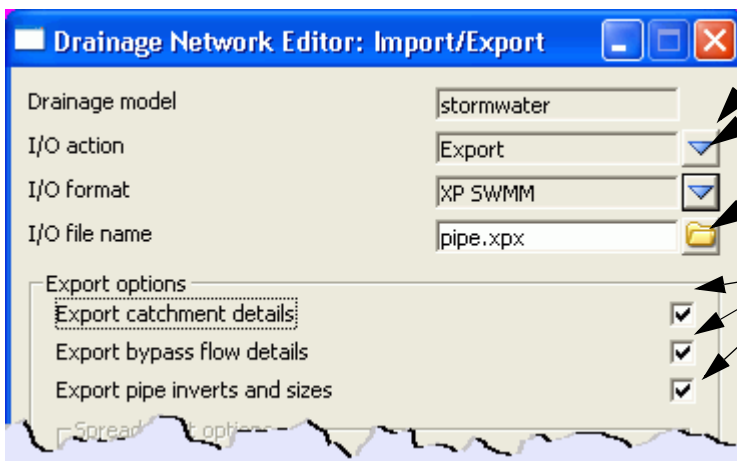 Drainage Network Editor: Import/Export
Drainage model stormwater
I/O action Export
I/O format XP SWMM
I/O file name pipe.xpx
Export options
Export catchment details
Export bypass flow details
Export pipe inverts and sizes